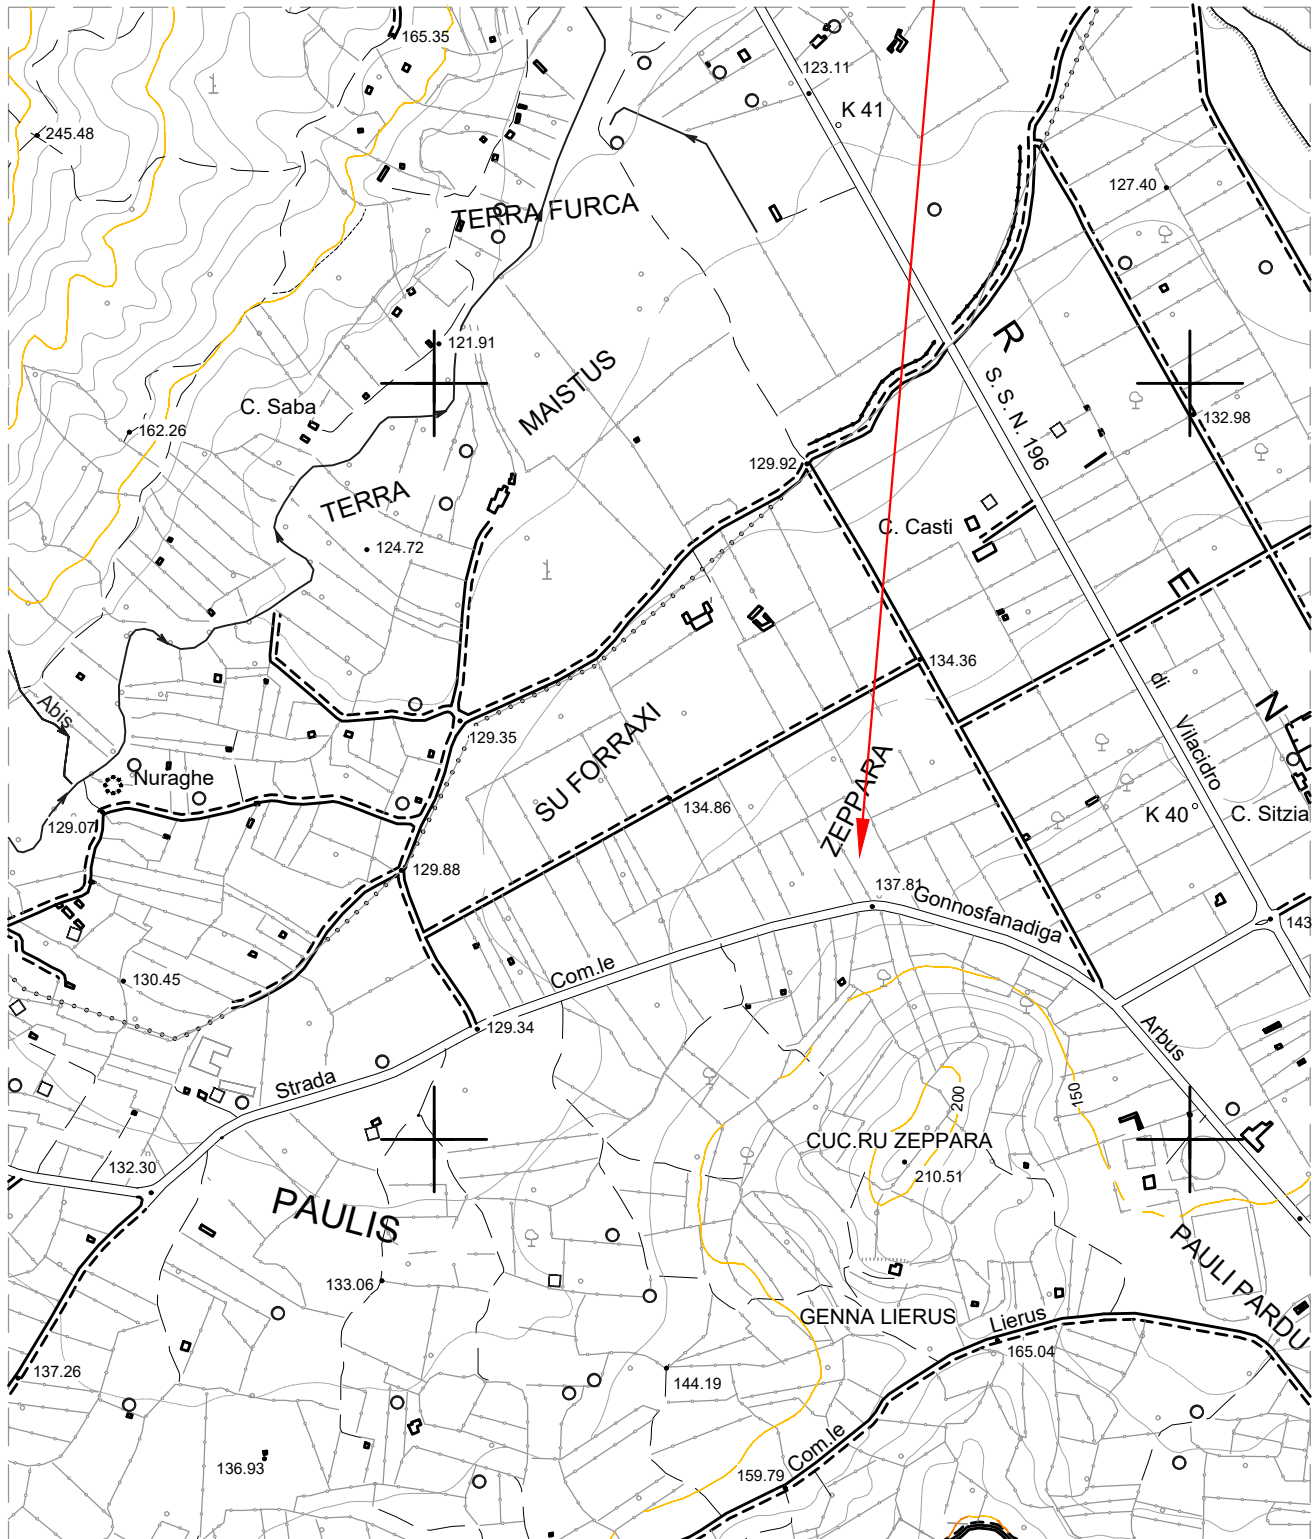 165.35
123.11
K 41
245.48
127.40
TERRA FURCA
121.91
R
MAISTUS
S. S. N. 196
C. Saba
162.26
132.98
129.92
TERRA
C. Casti
124.72
E
134.36
di
Abis
129.35
SU FORRAXI
N
Vilacidro
Nuraghe
ZEPPARA
134.86
K 40
C. Sitzia
129.07
129.88
137.81
Gonnosfanadiga
143
Com.le
130.45
129.34
Arbus
Strada
200
150
CUC.RU ZEPPARA
132.30
210.51
PAULIS
PAULI PARDU
133.06
GENNA LIERUS
Lierus
165.04
137.26
144.19
Com.le
136.93
159.79